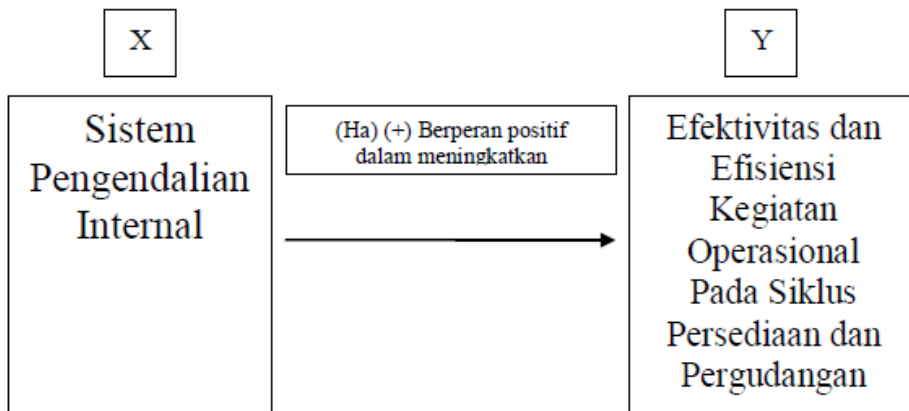 X
Y
Sistem
Pengendalian
Internal
(Ha) (+) Berperan positif
dalam meningkatkan
Efektivitas dan
Efisiensi
Kegiatan
Operasional
Pada Siklus
Persediaan dan
Pergudangan